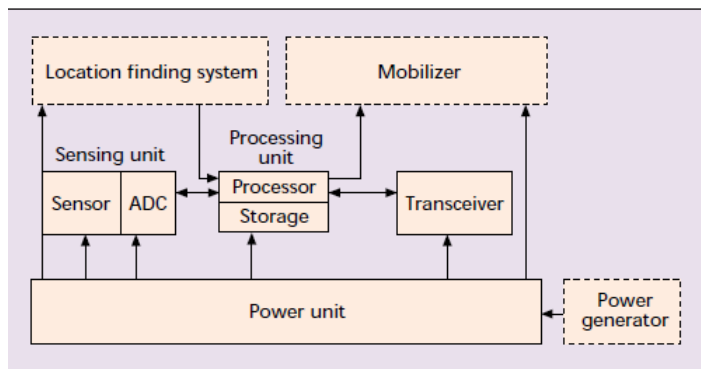 Location finding system
Mobilizer
Sensing unit
Processing
unit
Sensor
ADC
Processor
Storage
Transceiver
Power unit
Power
generator